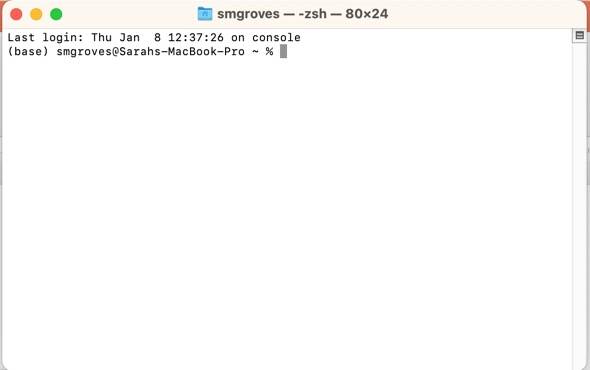 smgroves — -zsh — 80×24
Last login: Thu Jan  8 12:37:26 on console
(base) smgroves@Sarahs-MacBook-Pro ~ %